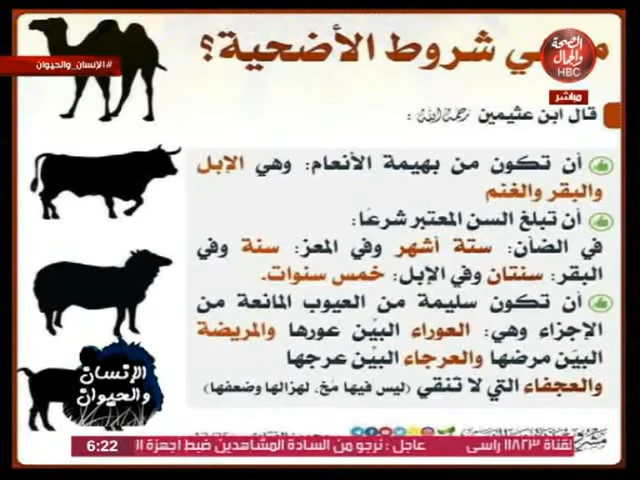 ما هي شروط الأضحية؟
الصحة
والجمال
HBC
#الإنسان_والحيوان
مباشر
قال ابن عثيمين رحمه الله :
أن تكون من بهيمة الأنعام: وهي الإبل
والبقر والغنم
أن تبلغ السن المعتبر شرعًا:
في الضأن: ستة أشهر وفي المعز: سنة وفي
البقر: سنتان وفي الإبل: خمس سنوات.
أن تكون سليمة من العيوب المانعة من
الإجزاء وهي: العوراء البيّن عورها والمريضة
البين مرضها والعرجاء البيّن عرجها
والعجفاء التي لا تنقي (ليس فيها مخ، لهزالها وضعفها)
الإنسان
والحيوان
لقناة ١١٨٢٣ راسى عاجل : نرجو من السادة المشاهدين ضبط اجهزة ال
6:22